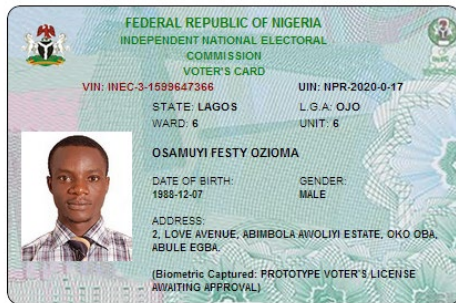 FEDERAL REPUBLIC OF NIGERIA
INDEPENDENT NATIONAL ELECTORAL
COMMISSION
VOTER'S CARD
VIN: INEC-3-1599647366 UIN: NPR-2020-0-17
STATE: LAGOS L.G.A: OJO
WARD: 6 UNIT: 6
OSAMUYI FESTY OZIOMA
DATE OF BIRTH: GENDER:
1988-12-07 MALE
ADDRESS:
2, LOVE AVENUE, ABIMBOLA AWOLIYI ESTATE, OKO OBA,
ABULE EGBA.
(Biometric Captured: PROTOTYPE VOTER'S LICENSE
AWAITING APPROVAL)